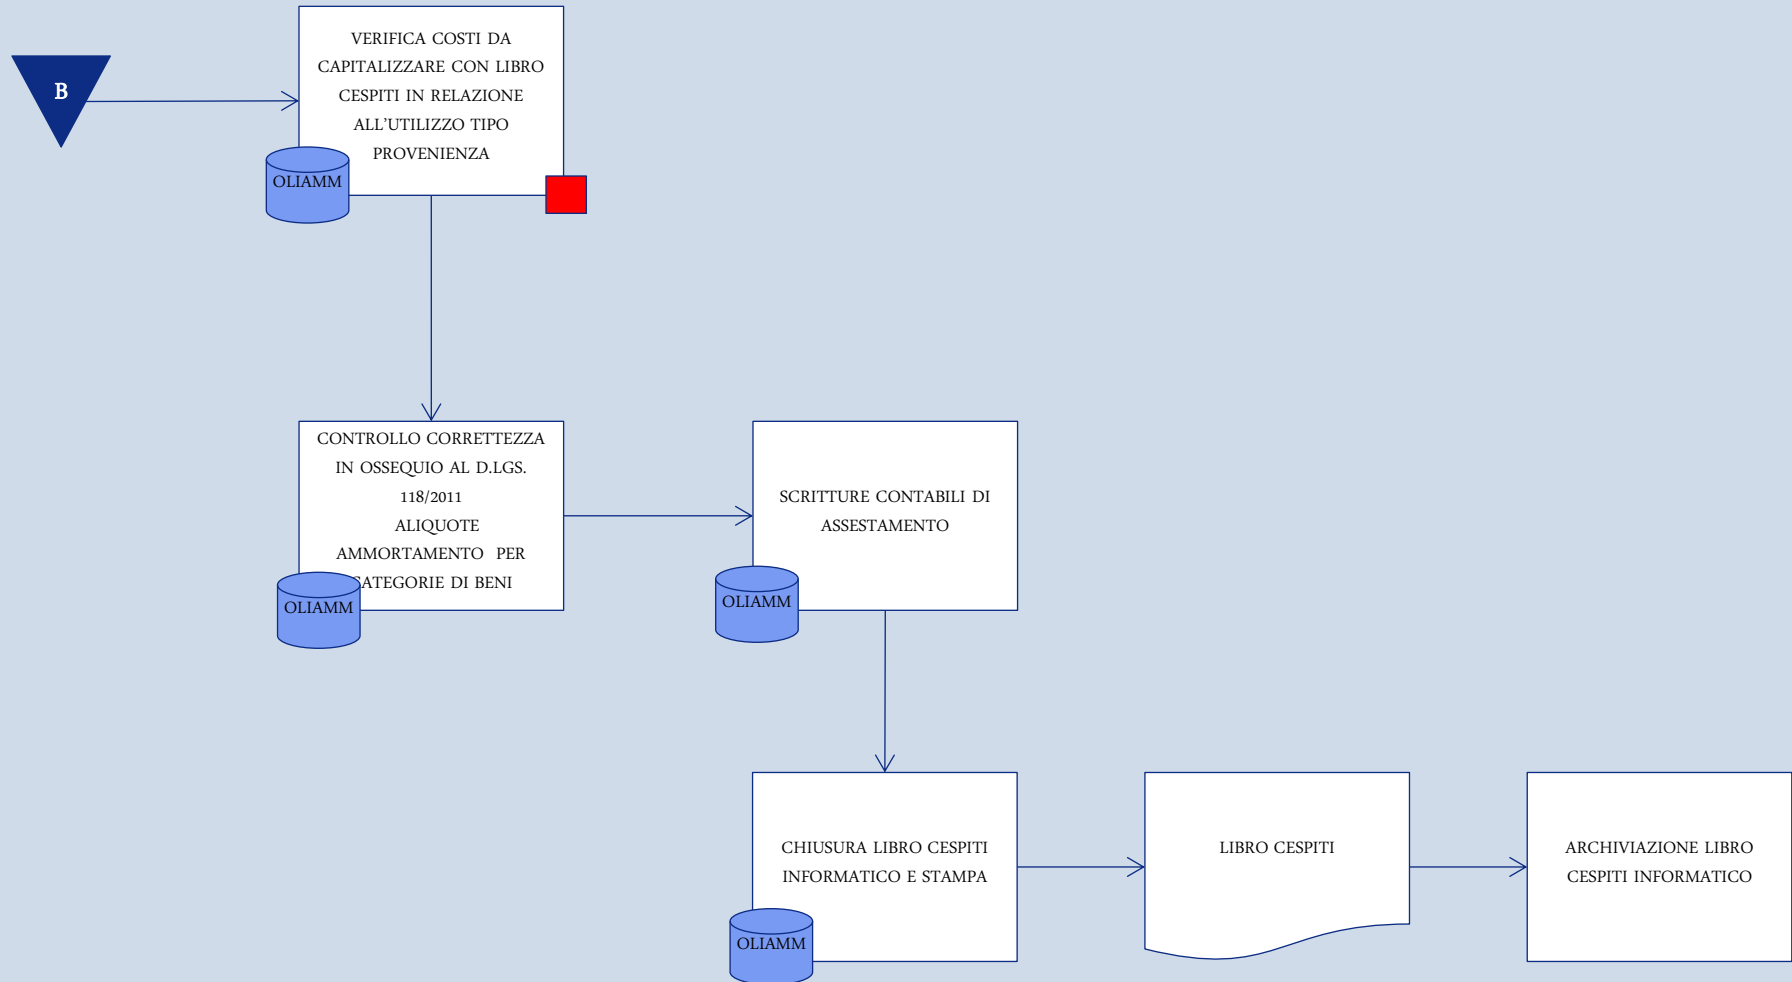 B
VERIFICA COSTI DA
CAPITALIZZARE CON LIBRO
CESPITI IN RELAZIONE
ALL'UTILIZZO TIPO
PROVENIENZA
OLIAMM
CONTROLLO CORRETTEZZA
IN OSSEQUIO AL D.LGS.
118/2011
ALIQUOTE
AMMORTAMENTO PER
CATEGORIE DI BENI
OLIAMM
SCRITTURE CONTABILI DI
ASSESTAMENTO
OLIAMM
CHIUSURA LIBRO CESPITI
INFORMATICO E STAMPA
OLIAMM
LIBRO CESPITI
ARCHIVIAZIONE LIBRO
CESPITI INFORMATICO